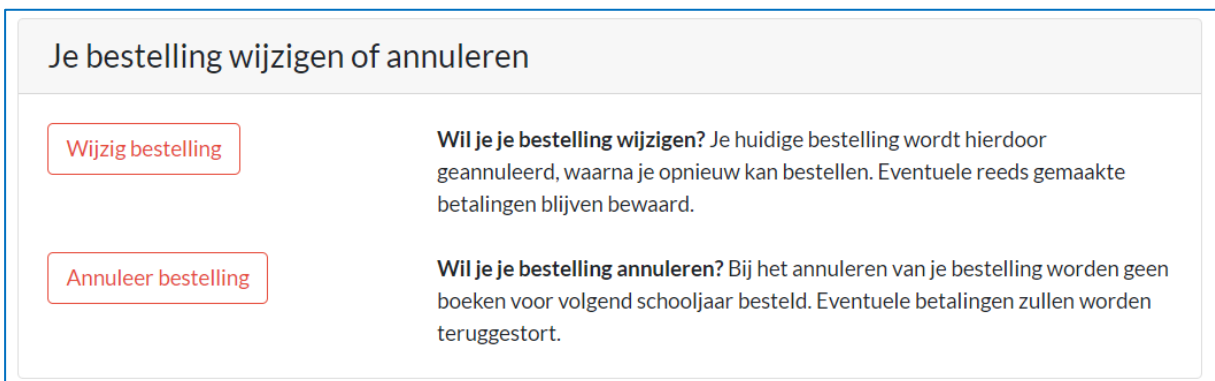 Je bestelling wijzigen of annuleren
Wijzig bestelling
Wil je je bestelling wijzigen? Je huidige bestelling wordt hierdoor
geannuleerd, waarna je opnieuw kan bestellen. Eventuele reeds gemaakte
betalingen blijven bewaard.
Annuleer bestelling
Wil je je bestelling annuleren? Bij het annuleren van je bestelling worden geen
boeken voor volgend schooljaar besteld. Eventuele betalingen zullen worden
teruggestort.